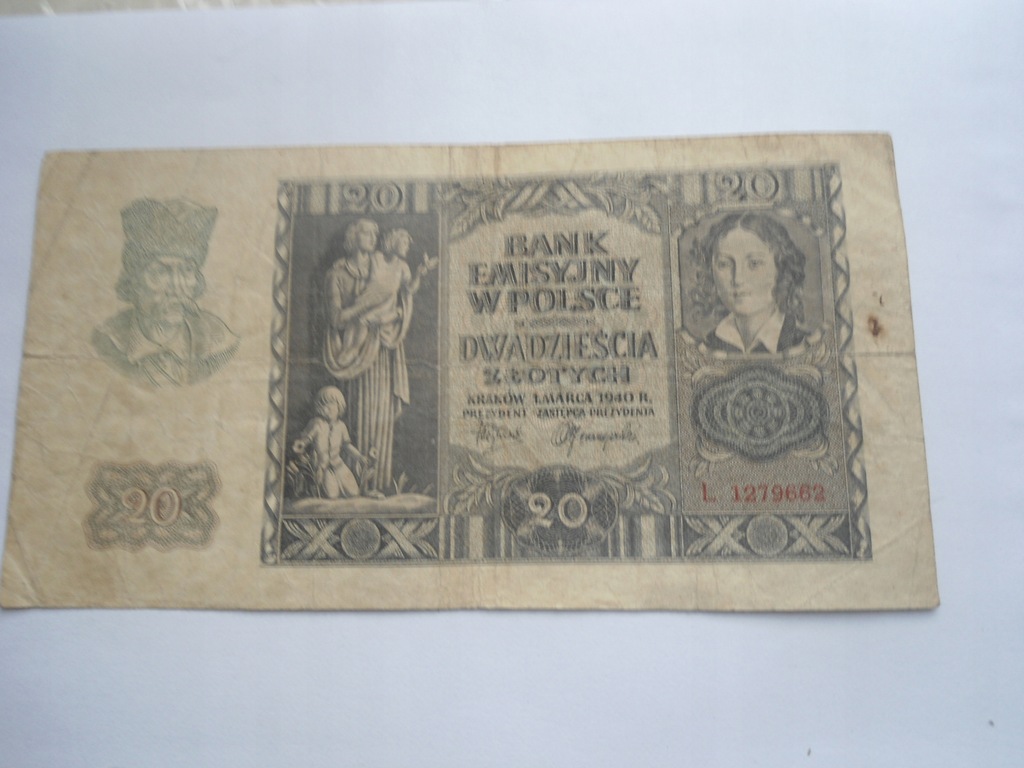 20
20
BANK
EMISYJNY
W POLSCE
DWADZIEŚCIA
ZŁOTYCH
KRAKÓW 1. MARCA 1940 R.
PREZYDENT ZASTĘPCA PREZYDENTA
20
20
L 1279662